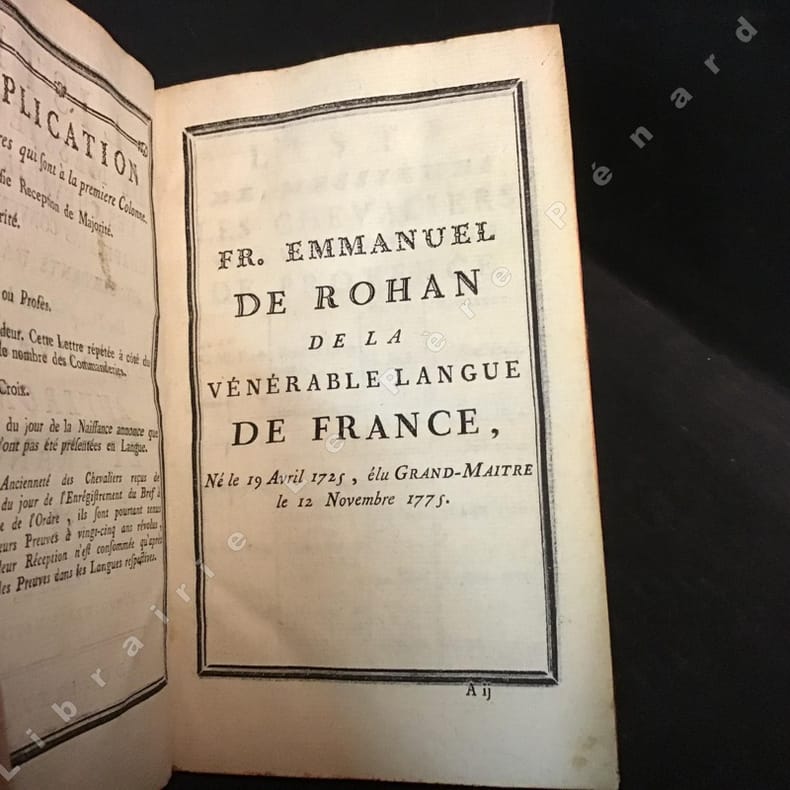 PLICATION
res qui sont à la premiere Colonne.
fie Reception de Majorité.
rité.
ou Profès.
deur. Cette Lettre répétée à côté du
le nombre des Commanderies.
Croix.
du jour de la Naissance annonce que
n'ont pas été présentées en Langue.
Ancienneté des Chevaliers reçus de
du jour de l'Enrégistrement du Bref à
e de l'Ordre, ils sont pourtant tenus
eurs Preuves à vingt-cinq ans révolus,
leur Réception n'est consommée qu'après
les Preuves dans les Langues respectives.
FR. EMMANUEL
DE ROHAN
DE LA
VÉNÉRABLE LANGUE
DE FRANCE,
Né le 19 Avril 1725, élu GRAND-MAITRE
le 12 Novembre 1775.
A ij
Librairie Le Père Pénard